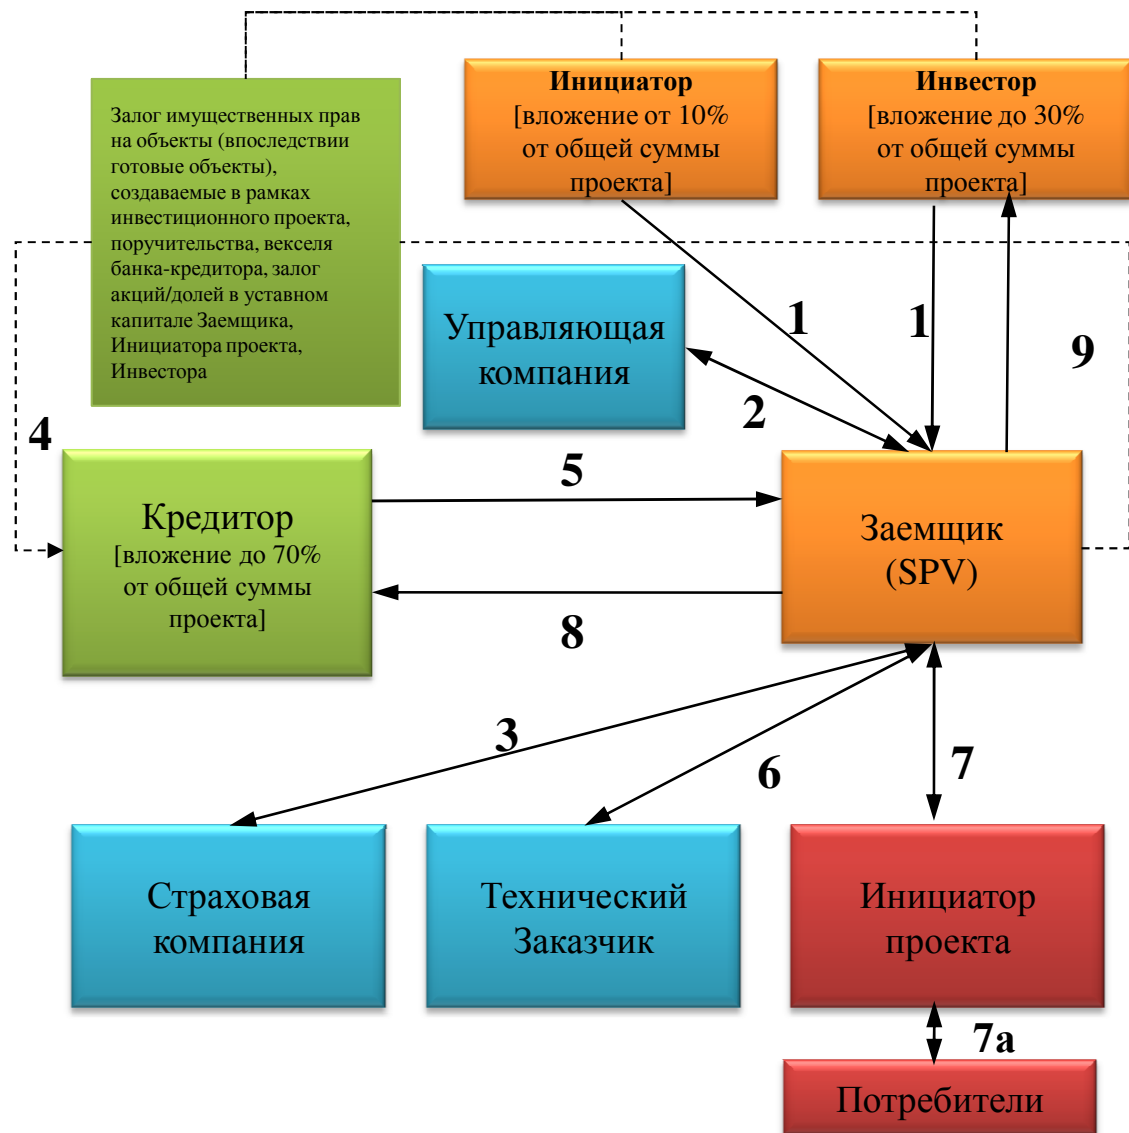 Инициатор
[вложение от 10%
от общей суммы
проекта]
Инвестор
[вложение до 30%
от общей суммы
проекта]
Залог имущественных прав
на объекты (впоследствии
готовые объекты),
создаваемые в рамках
инвестиционного проекта,
поручительства, векселя
банка-кредитора, залог
акций/долей в уставном
капитале Заемщика,
Инициатора проекта,
Инвестора
Управляющая
компания
1
1
9
2
4
5
Кредитор
[вложение до 70%
от общей суммы
проекта]
Заемщик
(SPV)
8
3
6
7
Страховая
компания
Технический
Заказчик
Инициатор
проекта
7а
Потребители